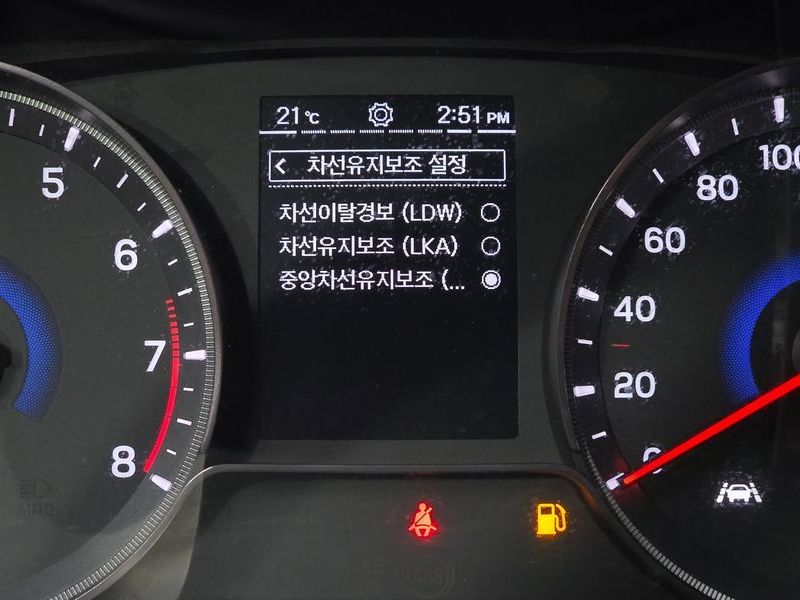 21 °C 2:51 PM
< 차선유지보조 설정
차선이탈경보 (LDW)
차선유지보조 (LKA)
중앙차선유지보조 (...
5
6
7
8
100
80
60
40
20
0
AUTO